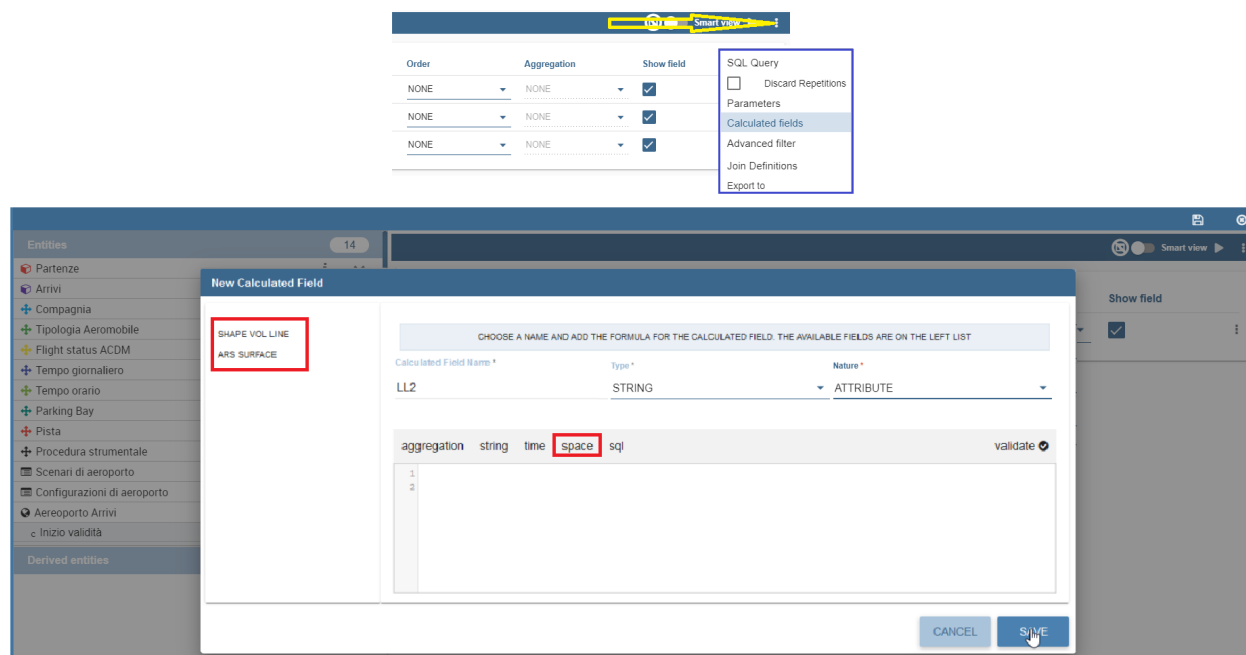 Smart view
Order Aggregation Show field
NONE NONE
NONE NONE
NONE NONE
SQL Query
Discard Repetitions
Parameters
Calculated fields
Advanced filter
Join Definitions
Export to
Entities 14
Smart view
Partenze
Arrivi
Compagnia
Tipologia Aeromobile
Flight status ACDM
Tempo giornaliero
Tempo orario
Parking Bay
Pista
Procedura strumentale
Scenari di aeroporto
Configurazioni di aeroporto
Aereoporto Arrivi
c Inizio validità
Derived entities
Show field
New Calculated Field
SHAPE VOL LINE
ARS SURFACE
CHOOSE A NAME AND ADD THE FORMULA FOR THE CALCULATED FIELD. THE AVAILABLE FIELDS ARE ON THE LEFT LIST
Calculated Field Name * Type * Nature *
LL2 STRING ATTRIBUTE
aggregation string time space sql validate
1
2
CANCEL SAVE